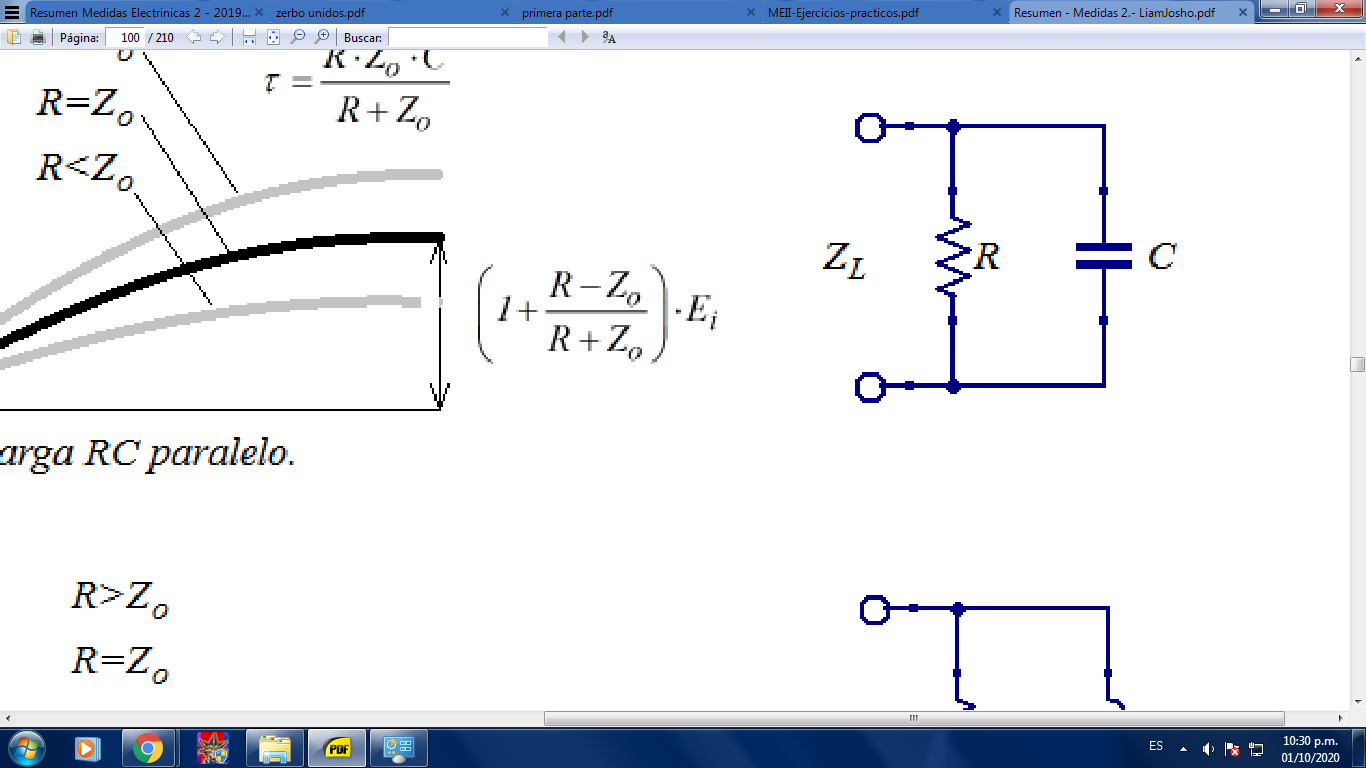 Resumen Medidas Electrinicas 2 - 2019...
zerbo unidos.pdf
primera parte.pdf
MEII-Ejercicios-practicos.pdf
Resumen - Medidas 2.- LiamJosho.pdf
Página: 100 / 210
Buscar:
τ = R·Zo·C / R + Zo
R=Zo
R<Zo
(1 + R−Zo / R + Zo)·Ei
ZL R C
arga RC paralelo.
R>Zo
R=Zo
PDF
ES
10:30 p.m.
01/10/2020